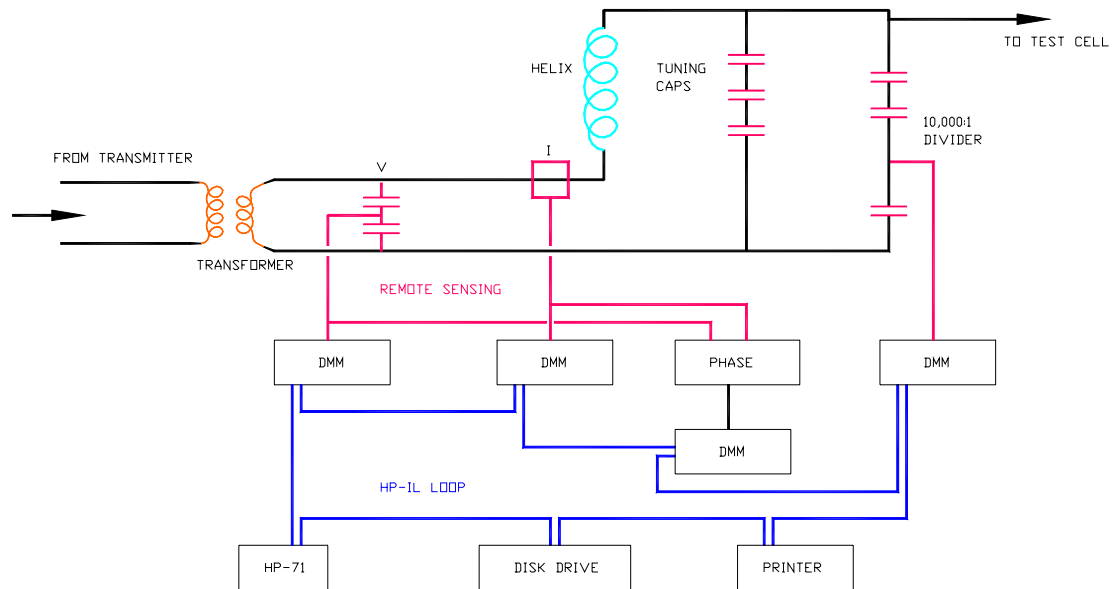 TO TEST CELL
HELIX
TUNING
CAPS
10,000:1
DIVIDER
I
FROM TRANSMITTER
V
TRANSFORMER
REMOTE SENSING
DMM
DMM
PHASE
DMM
DMM
HP-IL LOOP
HP-71
DISK DRIVE
PRINTER